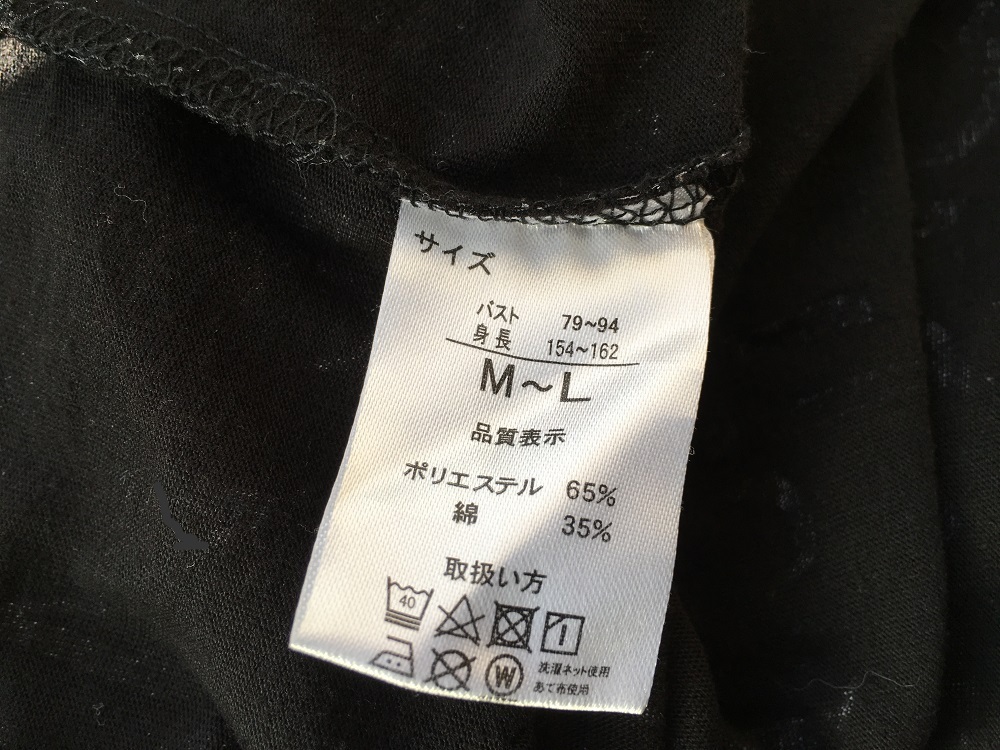 サイズ
バスト 79~94
身長 154~162
M~L
品質表示
ポリエステル 65%
綿 35%
取扱い方
40
W
洗濯ネット使用
あて布使用